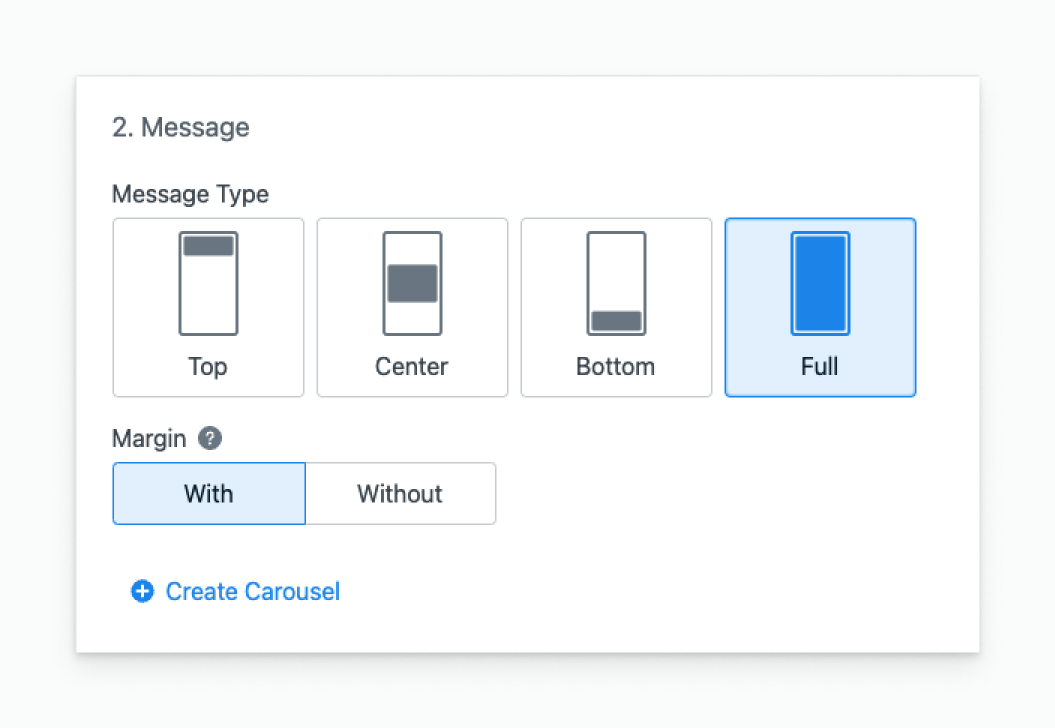 2. Message
Message Type
Top
Center
Bottom
Full
Margin ?
With
Without
Create Carousel